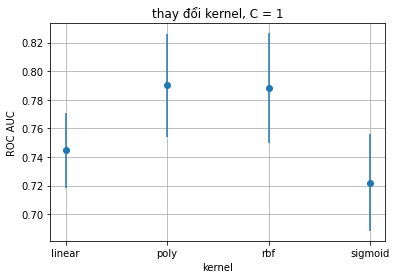 thay đổi kernel, C = 1
ROC AUC
0.82
0.80
0.78
0.76
0.74
0.72
0.70
linear poly rbf sigmoid
kernel